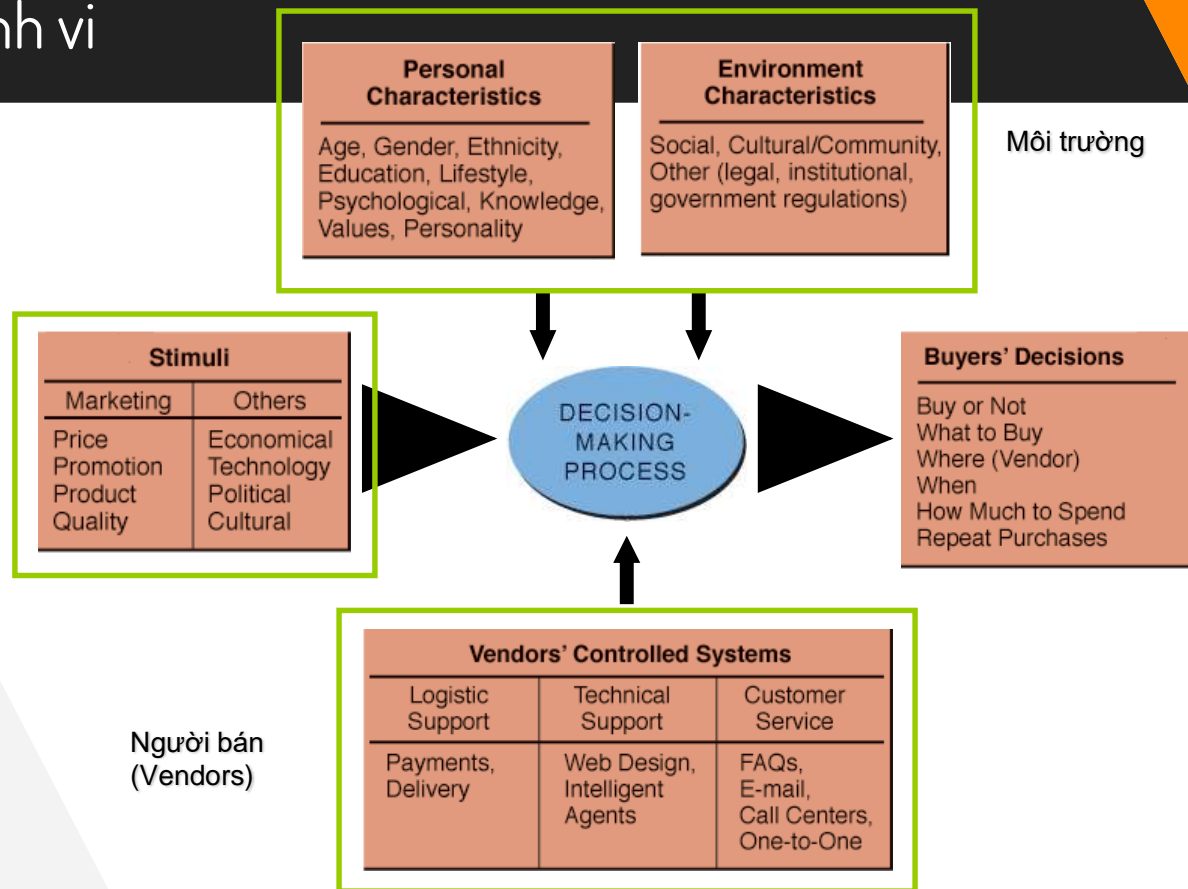 nh vi
Personal
Characteristics
Age, Gender, Ethnicity,
Education, Lifestyle,
Psychological, Knowledge,
Values, Personality
Environment
Characteristics
Social, Cultural/Community,
Other (legal, institutional,
government regulations)
Môi trường
Stimuli
Marketing
Price
Promotion
Product
Quality
Others
Economical
Technology
Political
Cultural
DECISION-
MAKING
PROCESS
Buyers' Decisions
Buy or Not
What to Buy
Where (Vendor)
When
How Much to Spend
Repeat Purchases
Người bán
(Vendors)
Vendors' Controlled Systems
Logistic
Support
Payments,
Delivery
Technical
Support
Web Design,
Intelligent
Agents
Customer
Service
FAQs,
E-mail,
Call Centers,
One-to-One